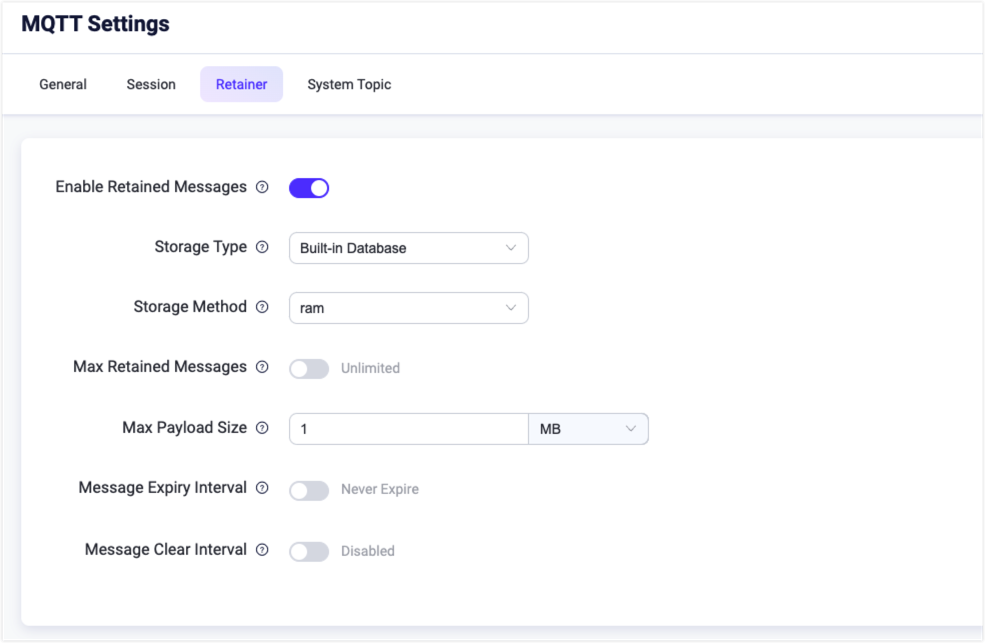 MQTT Settings
General Session Retainer System Topic
Enable Retained Messages ?
Storage Type ? Built-in Database
Storage Method ? ram
Max Retained Messages ? Unlimited
Max Payload Size ? 1 MB
Message Expiry Interval ? Never Expire
Message Clear Interval ? Disabled